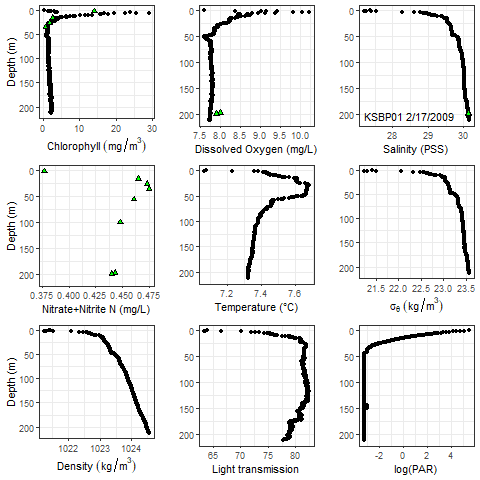 0
50
100
150
200
Depth (m)
0 10 20 30
Chlorophyll (mg/m³)
0
50
100
150
200
7.5 8.0 8.5 9.0 9.5 10.0
Dissolved Oxygen (mg/L)
0
50
100
150
200
KSBP01 2/17/2009
28 29 30
Salinity (PSS)
0
50
100
150
200
Depth (m)
0.375 0.400 0.425 0.450 0.475
Nitrate+Nitrite N (mg/L)
0
50
100
150
200
7.2 7.4 7.6
Temperature (°C)
0
50
100
150
200
21.5 22.0 22.5 23.0 23.5
σθ (kg/m³)
0
50
100
150
200
Depth (m)
1022 1023 1024
Density (kg/m³)
0
50
100
150
200
65 70 75 80
Light transmission
0
50
100
150
200
-2 0 2 4
log(PAR)